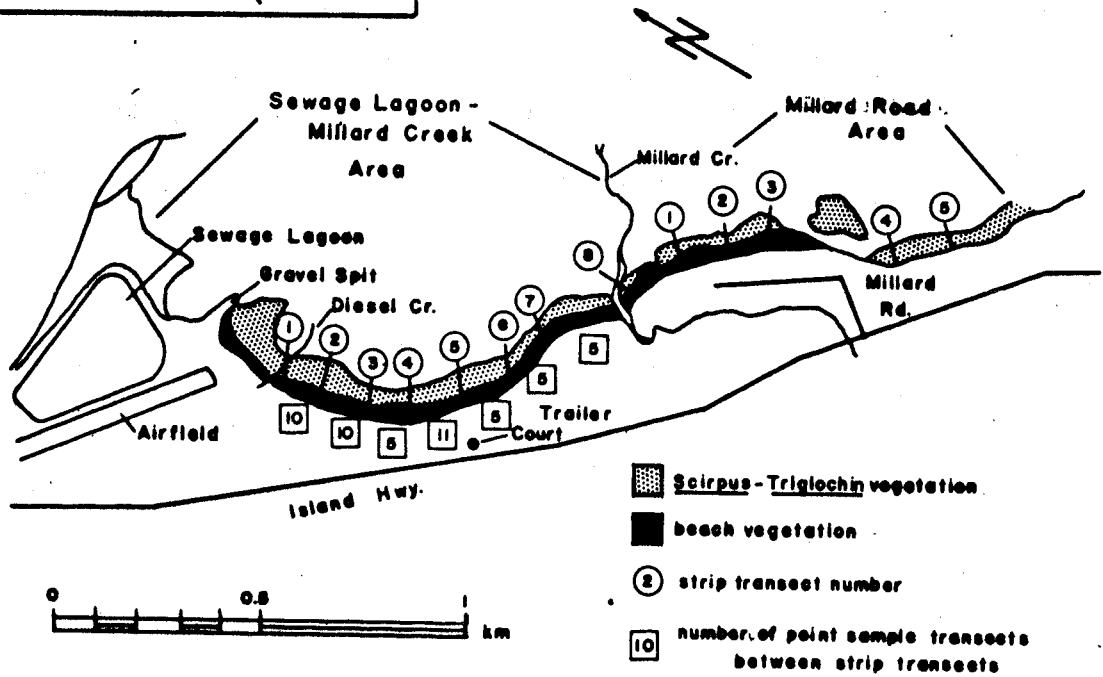 Sewage Lagoon -
Millard Creek
Area
Millard Road
Area
Millard Cr.
Sewage Lagoon
Gravel Spit
Diesel Cr.
1
2
3
4
5
6
7
8
1
2
3
4
5
Millard
Rd.
10
10
5
11
5
5
5
Trailer
Court
Airfield
Island Hwy.
Scirpus - Triglochin vegetation
beach vegetation
2 strip transect number
10 number of point sample transects
between strip transects
0 0.5 1
km